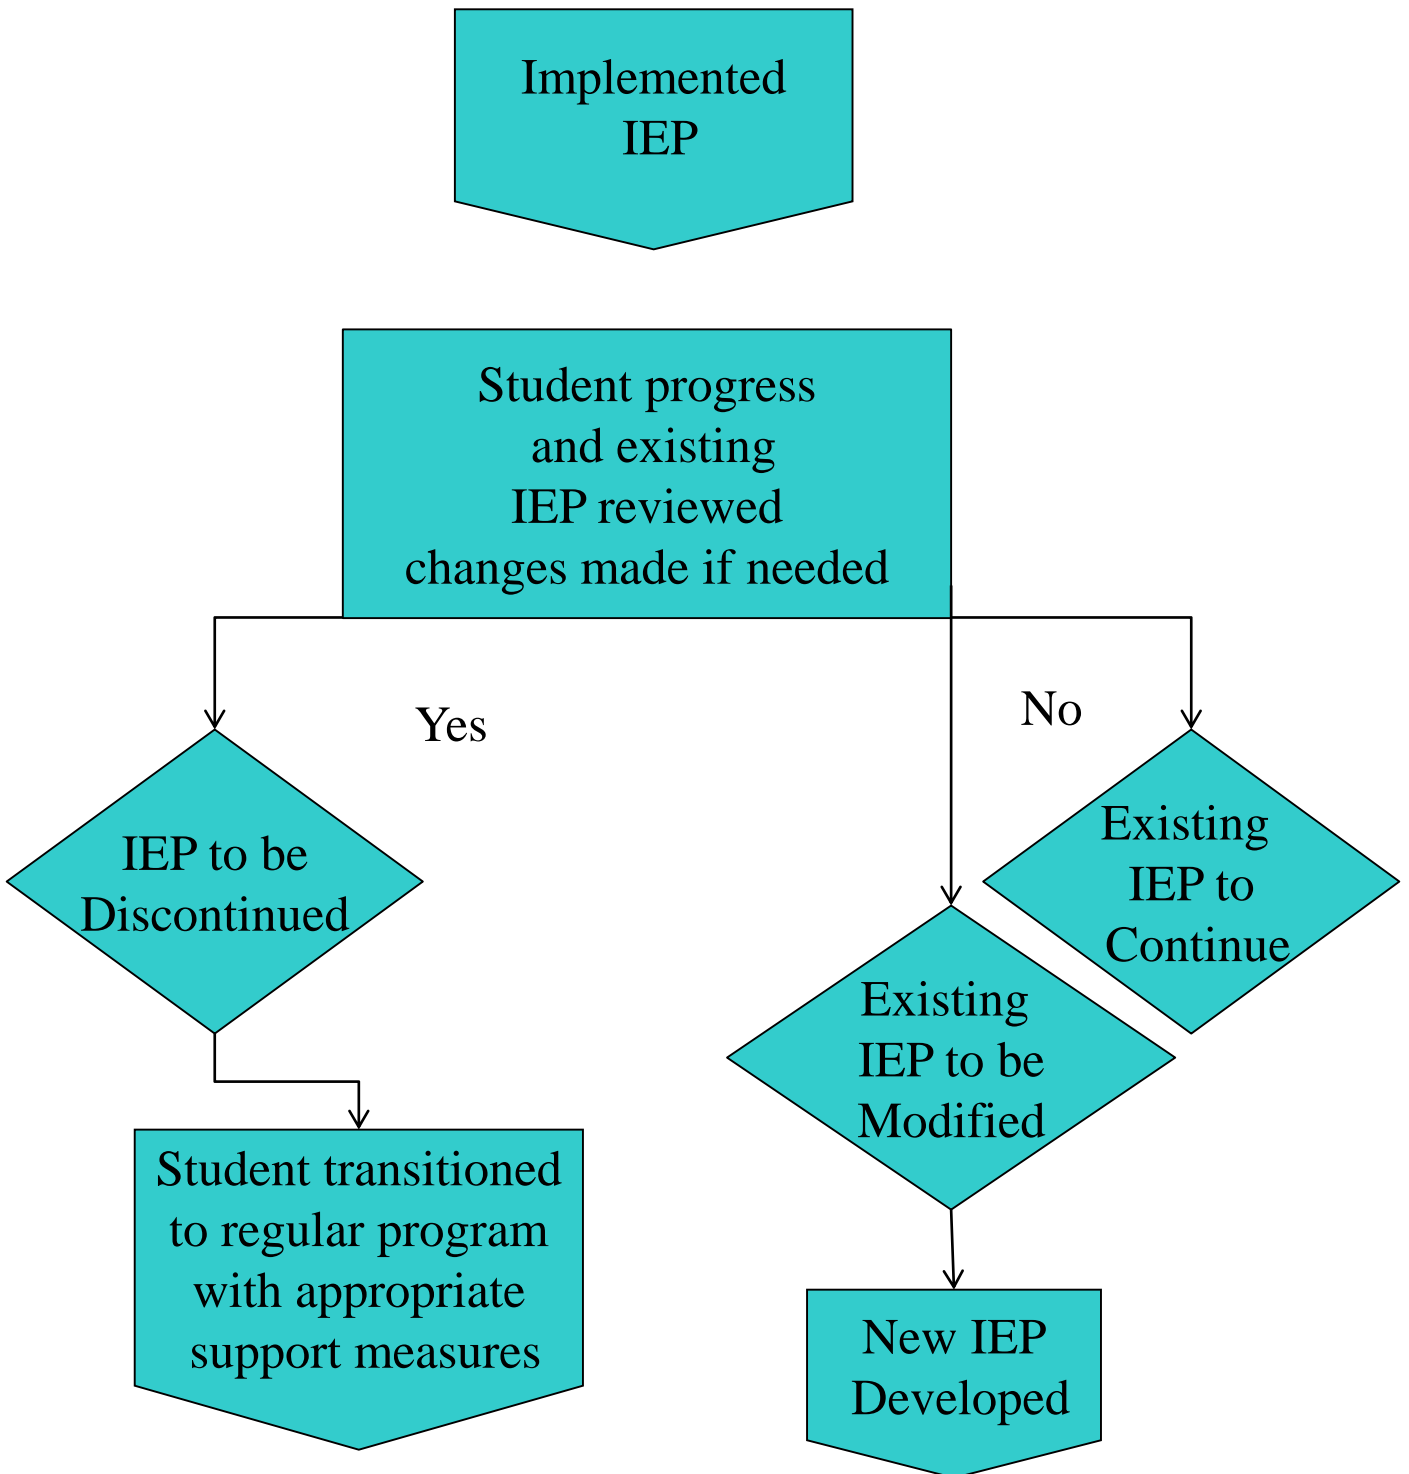 Implemented
IEP
Student progress
and existing
IEP reviewed
changes made if needed
Yes
No
IEP to be
Discontinued
Existing
IEP to
Continue
Existing
IEP to be
Modified
Student transitioned
to regular program
with appropriate
support measures
New IEP
Developed